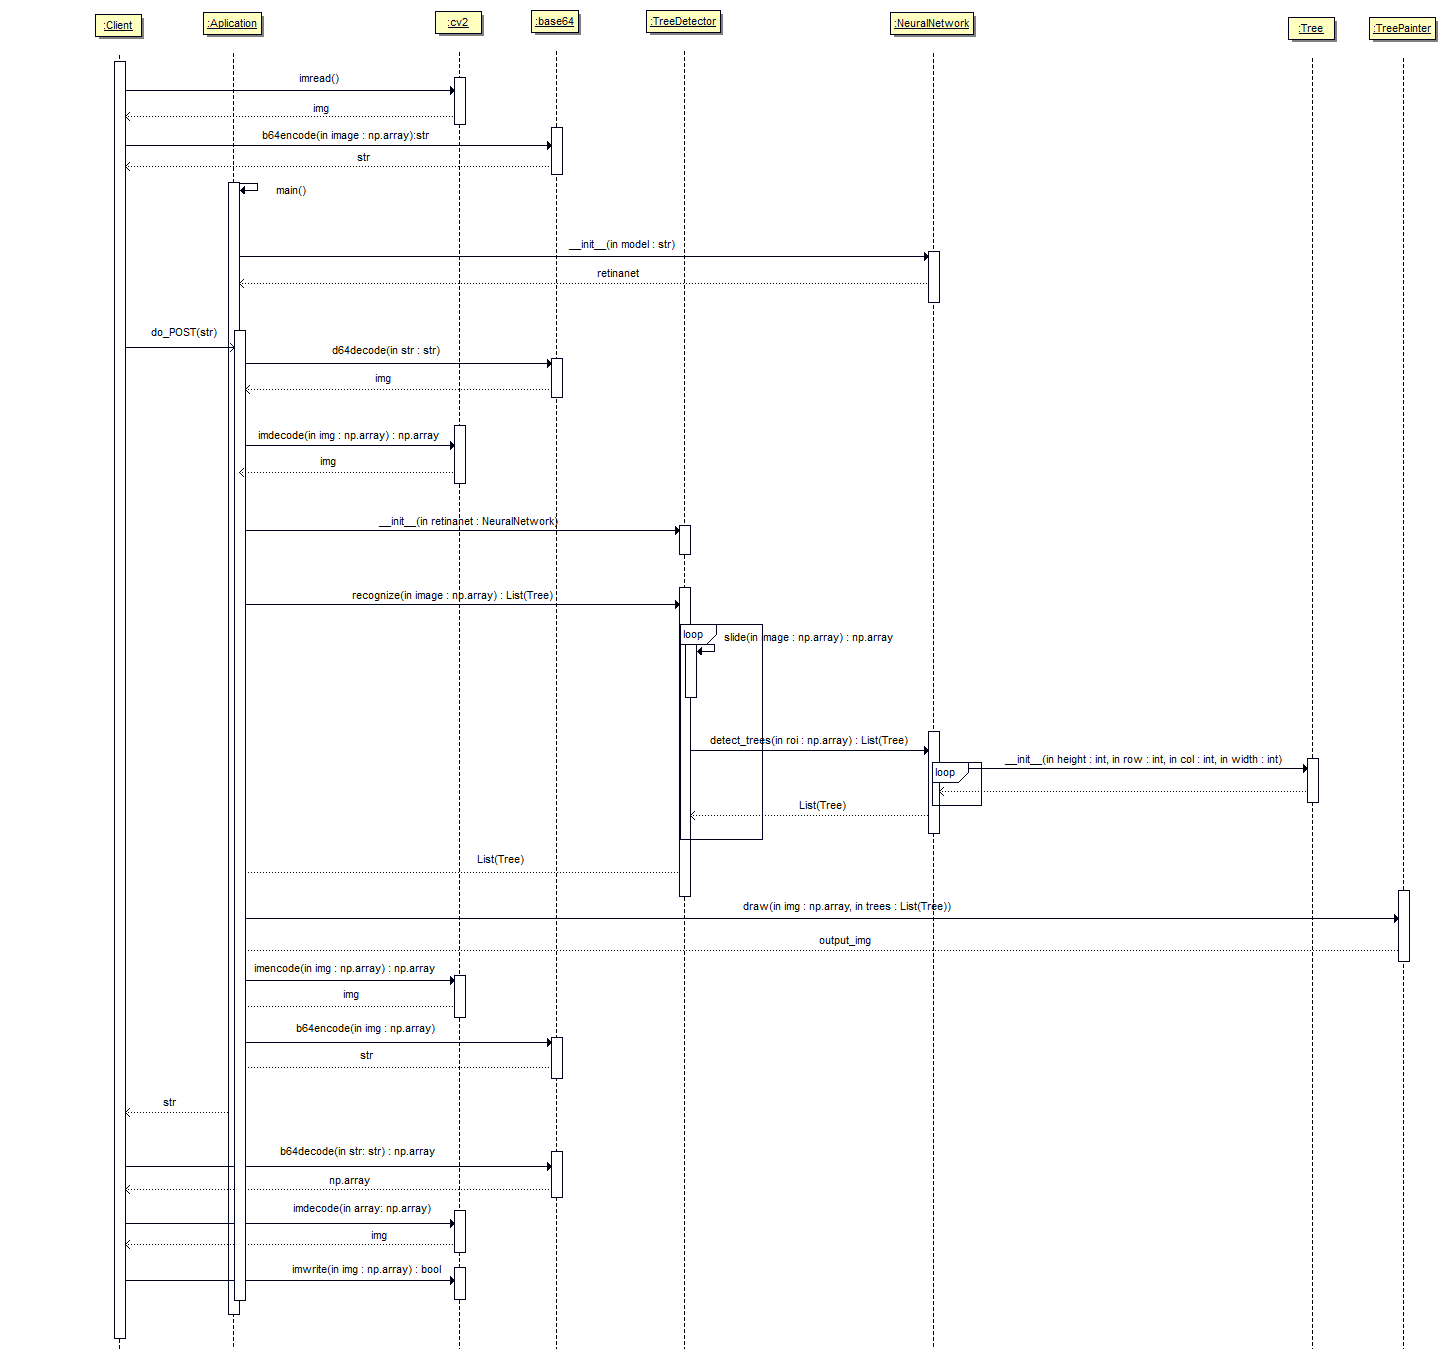 :Client
:Aplication
:cv2
:base64
:TreeDetector
:NeuralNetwork
:Tree
:TreePainter
imread()
img
b64encode(in image : np.array):str
str
main()
__init__(in model : str)
retinanet
do_POST(str)
d64decode(in str : str)
img
imdecode(in img : np.array) : np.array
img
__init__(in retinanet : NeuralNetwork)
recognize(in image : np.array) : List(Tree)
loop
slide(in image : np.array) : np.array
detect_trees(in roi : np.array) : List(Tree)
loop
__init__(in height : int, in row : int, in col : int, in width : int)
List(Tree)
List(Tree)
draw(in img : np.array, in trees : List(Tree))
output_img
imencode(in img : np.array) : np.array
img
b64encode(in img : np.array)
str
str
b64decode(in str: str) : np.array
np.array
imdecode(in array: np.array)
img
imwrite(in img : np.array) : bool